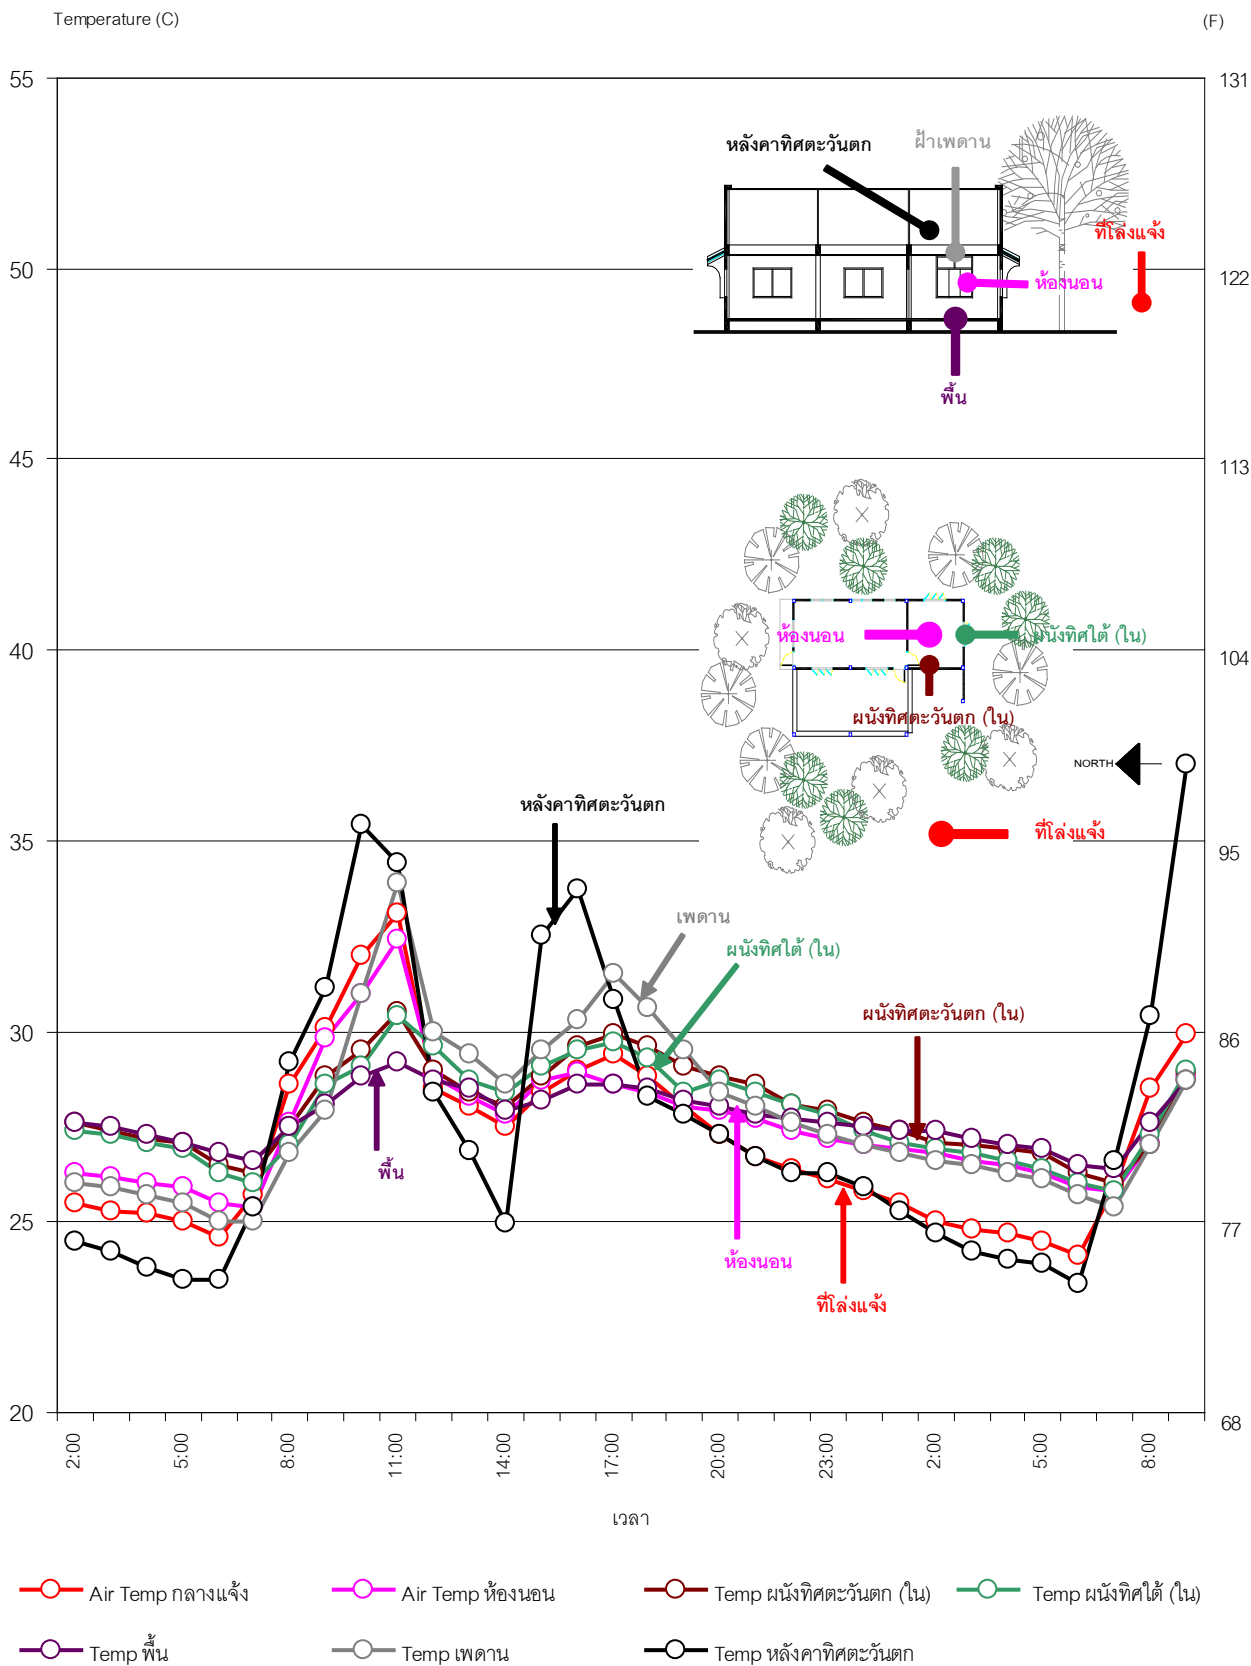 Temperature (C)
(F)
55
131
หลังคาทิศตะวันตก
ฝ้าเพดาน
ที่โล่งแจ้ง
50
122
ห้องนอน
พื้น
45
113
ห้องนอน
ผนังทิศใต้ (ใน)
40
104
ผนังทิศตะวันตก (ใน)
NORTH
หลังคาทิศตะวันตก
ที่โล่งแจ้ง
35
95
เพดาน
ผนังทิศใต้ (ใน)
ผนังทิศตะวันตก (ใน)
30
86
พื้น
25
77
ห้องนอน
ที่โล่งแจ้ง
20
68
2:00
5:00
8:00
11:00
14:00
17:00
20:00
23:00
2:00
5:00
8:00
เวลา
Air Temp กลางแจ้ง
Air Temp ห้องนอน
Temp ผนังทิศตะวันตก (ใน)
Temp ผนังทิศใต้ (ใน)
Temp พื้น
Temp เพดาน
Temp หลังคาทิศตะวันตก